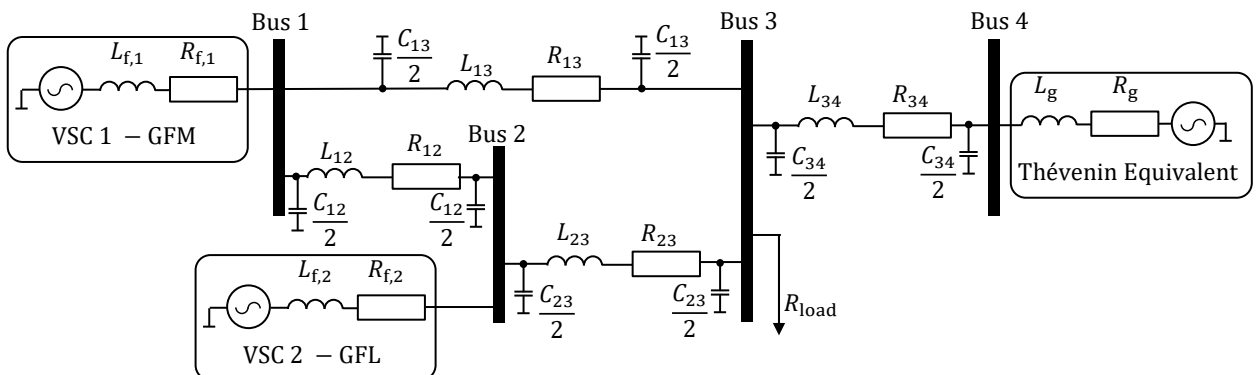 Bus 1
Bus 3
Bus 4
L_f,1
R_f,1
C_13/2
L_13
R_13
C_13/2
VSC 1 – GFM
L_34
R_34
L_g
R_g
L_12
R_12
Bus 2
C_34/2
C_34/2
Thévenin Equivalent
C_12/2
C_12/2
L_23
R_23
L_f,2
R_f,2
C_23/2
C_23/2
R_load
VSC 2 – GFL